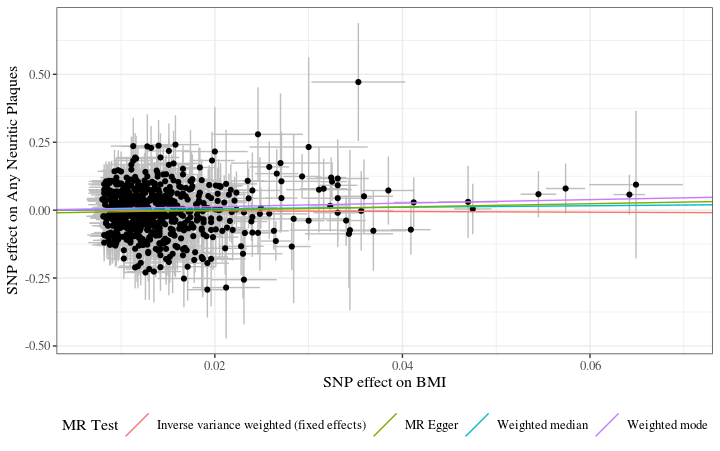 SNP effect on Any Neuritic Plaques
0.50
0.25
0.00
-0.25
-0.50
0.02
0.04
0.06
SNP effect on BMI
MR Test
Inverse variance weighted (fixed effects)
MR Egger
Weighted median
Weighted mode